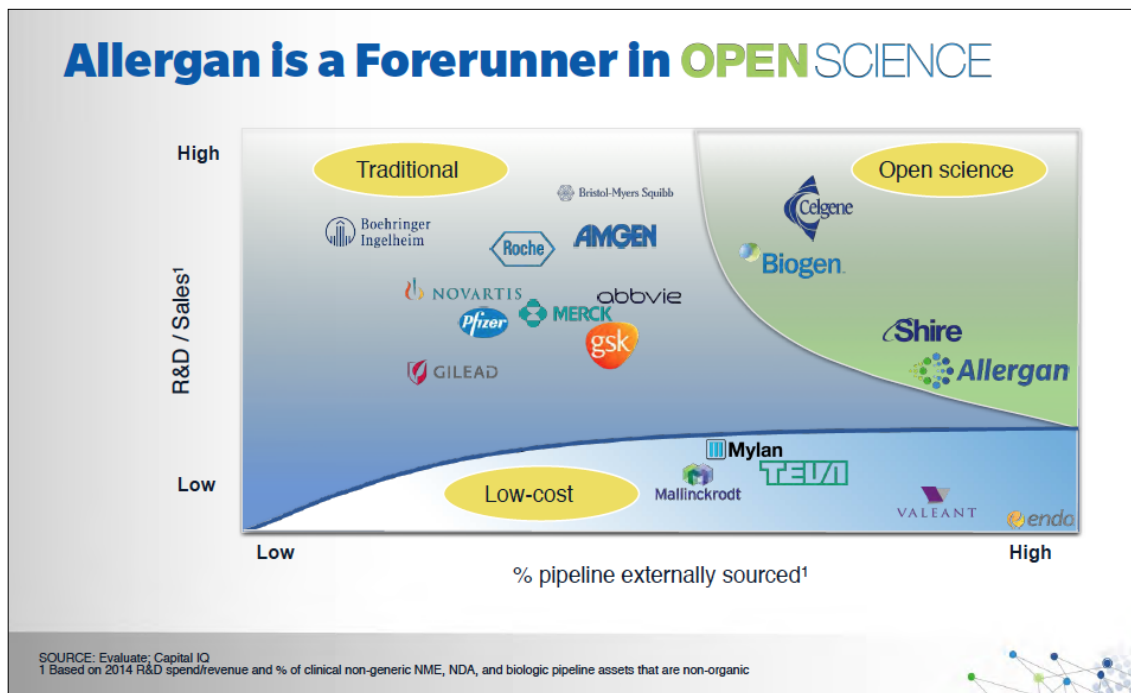 Allergan is a Forerunner in OPEN SCIENCE
High
Traditional
Open science
Bristol-Myers Squibb
Celgene
Boehringer
Ingelheim
Roche
AMGEN
Biogen.
R&D / Sales¹
NOVARTIS
abbvie
Pfizer
MERCK
gsk
Shire
GILEAD
Allergan
Mylan
TEVA
Low
Low-cost
Mallinckrodt
VALEANT
endo
Low
High
% pipeline externally sourced¹
SOURCE: Evaluate; Capital IQ
1 Based on 2014 R&D spend/revenue and % of clinical non-generic NME, NDA, and biologic pipeline assets that are non-organic